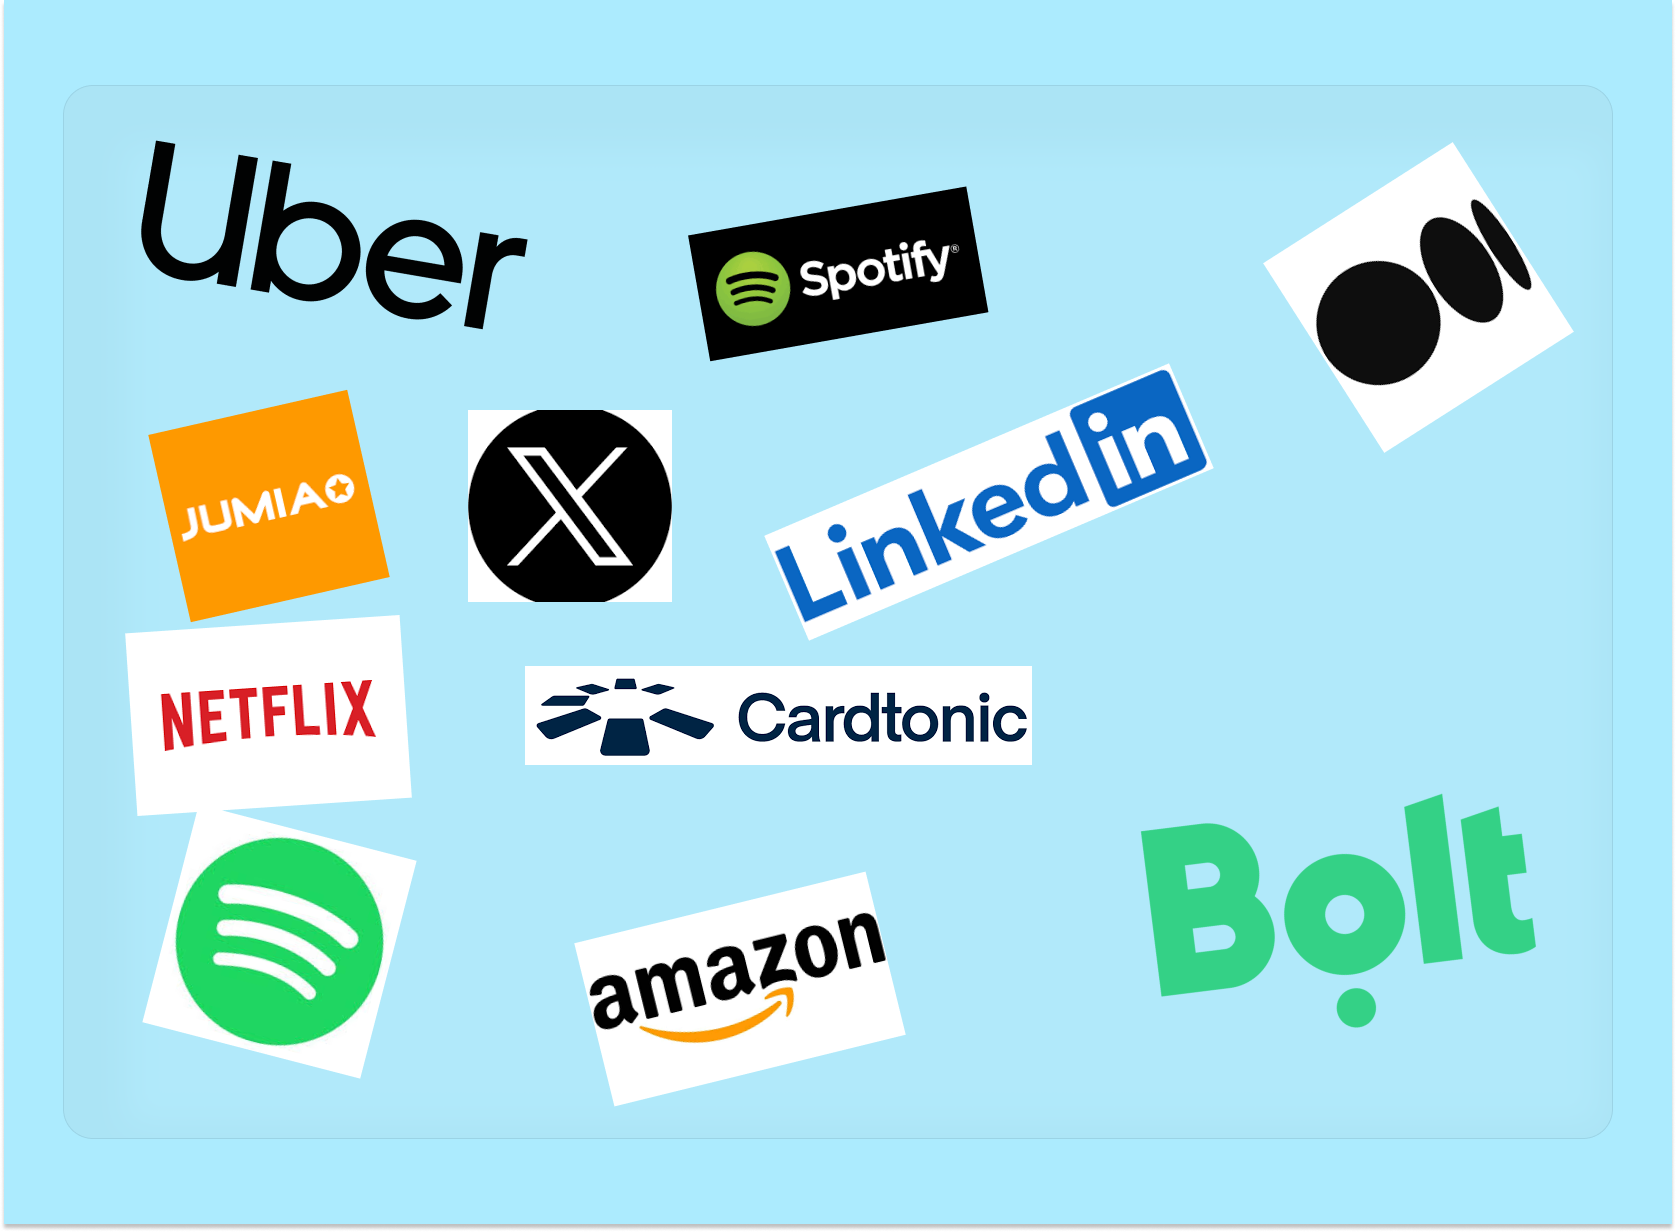 Uber
Spotify®
JUMIA
X
Linkedin
NETFLIX
Cardtonic
amazon
Bolt